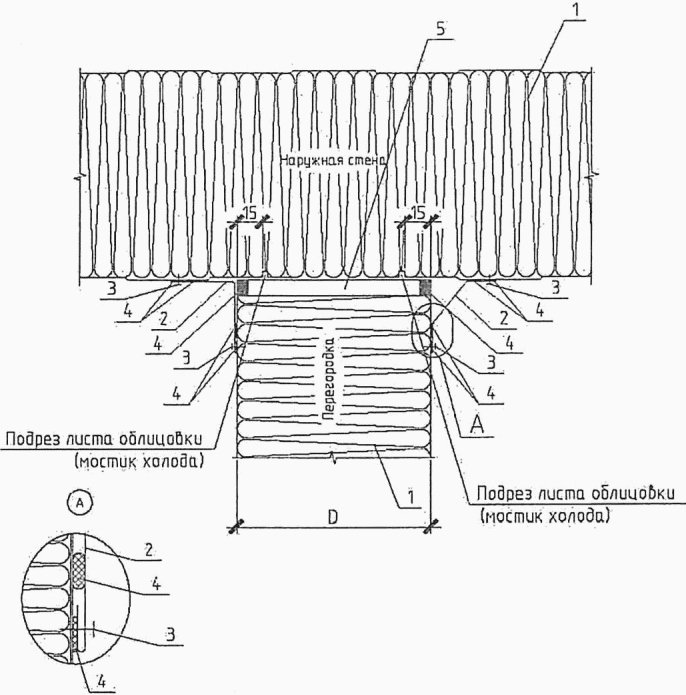 5
1
Наружная стена
15
15
3
4
2
4
3
4
3
4
2
4
3
4
Перегородка
А
Подрез листа облицовки
(мостик холода)
1
Подрез листа облицовки
(мостик холода)
D
А
2
4
3
4